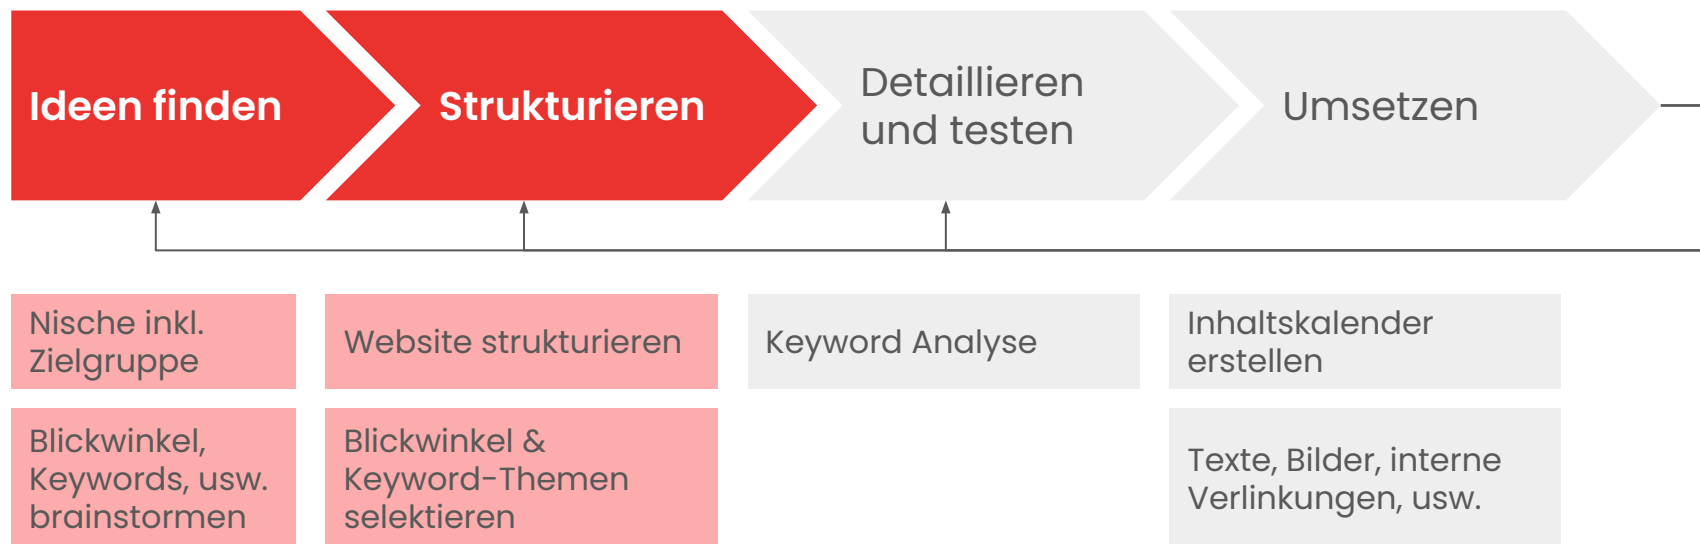 Ideen finden
Strukturieren
Detaillieren
und testen
Umsetzen
Nische inkl.
Zielgruppe
Website strukturieren
Keyword Analyse
Inhaltskalender
erstellen
Blickwinkel,
Keywords, usw.
brainstormen
Blickwinkel &
Keyword-Themen
selektieren
Texte, Bilder, interne
Verlinkungen, usw.